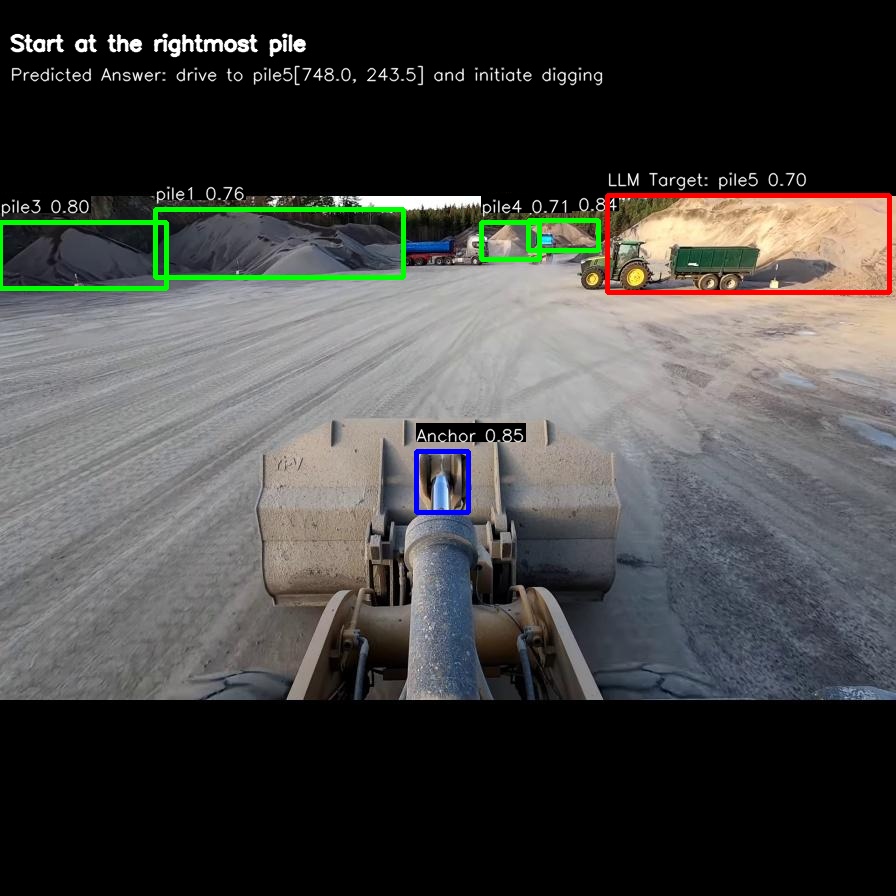 Start at the rightmost pile
Predicted Answer: drive to pile5[748.0, 243.5] and initiate digging
LLM Target: pile5 0.70
pile1 0.76
pile3 0.80
pile4 0.71
0.84
Anchor 0.85